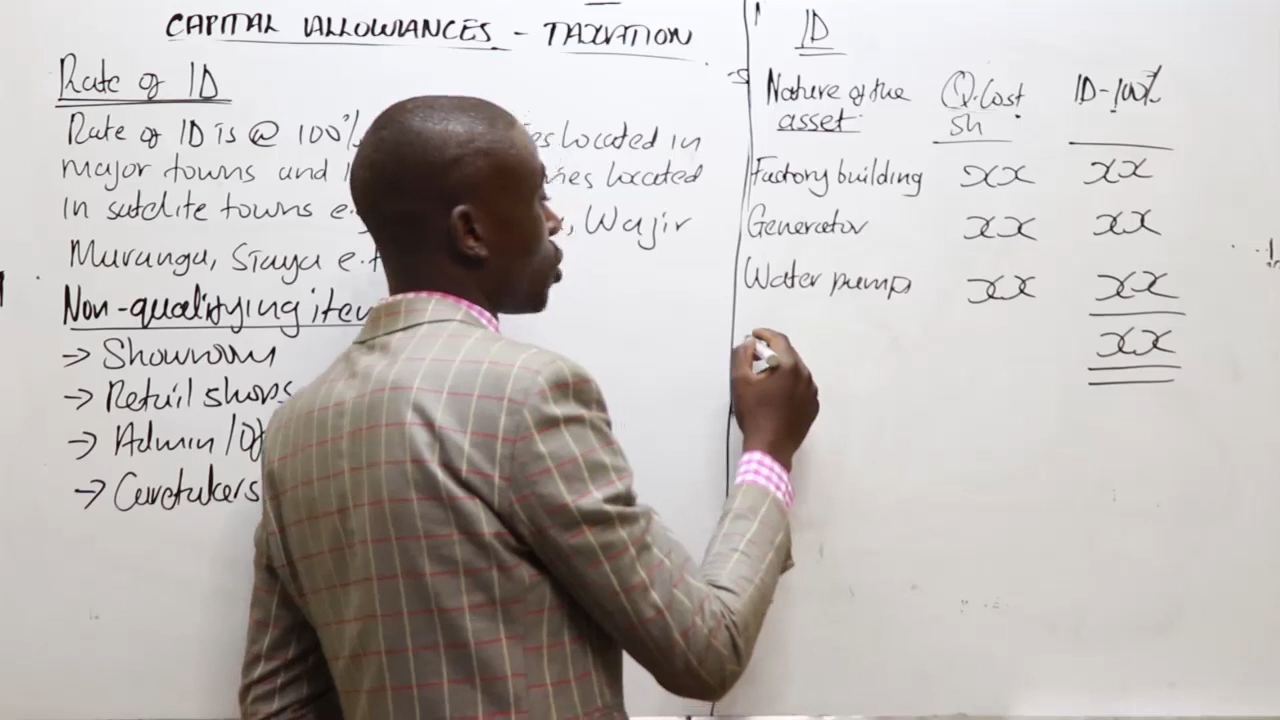 CAPITAL ALLOWANCES - TAXATION
Rate of ID
Rate of ID is @ 100% located in
major towns and located
in satelite towns Wajir
Muranga, Siaya
Non-qualifying
→ Showroom
→ Retail shops
→ Admin
→ Caretakers
ID
Nature of the asset Q.Cost sh ID-100%
Factory building xx xx
Generator xx xx
Water pump xx xx
xx